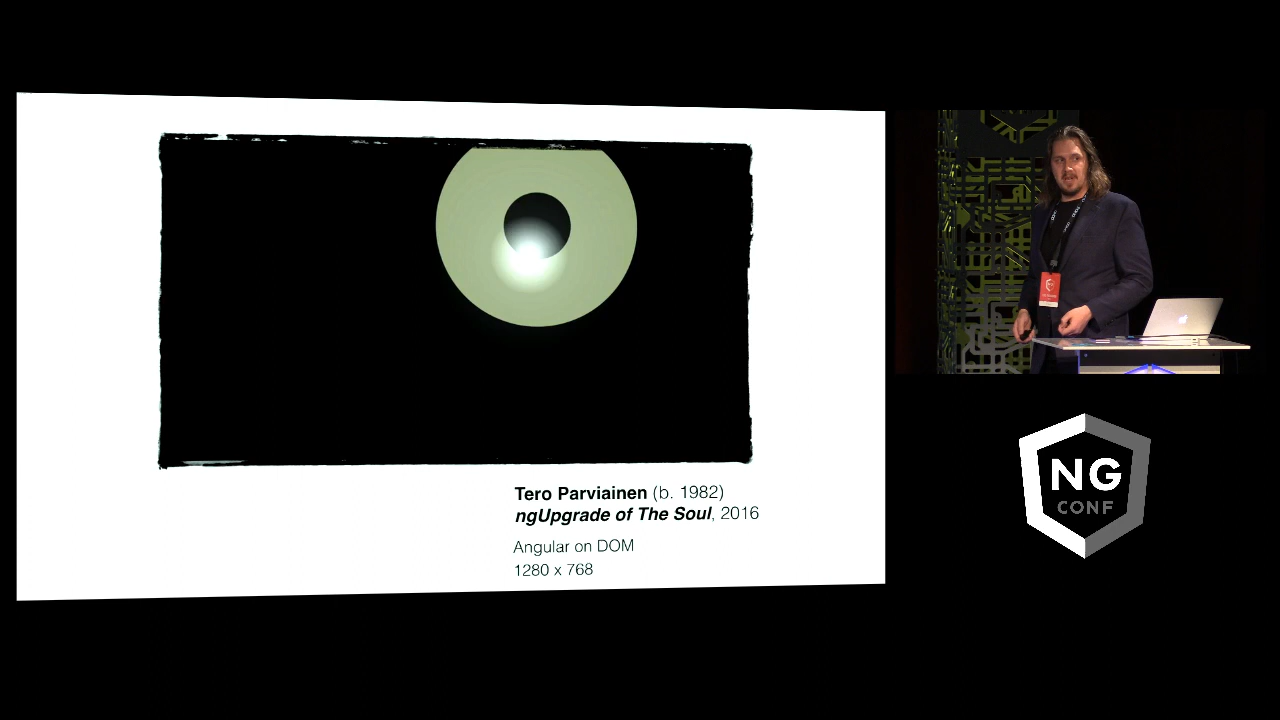 Tero Parviainen (b. 1982)
ngUpgrade of The Soul, 2016
Angular on DOM
1280 x 768
NG
CONF